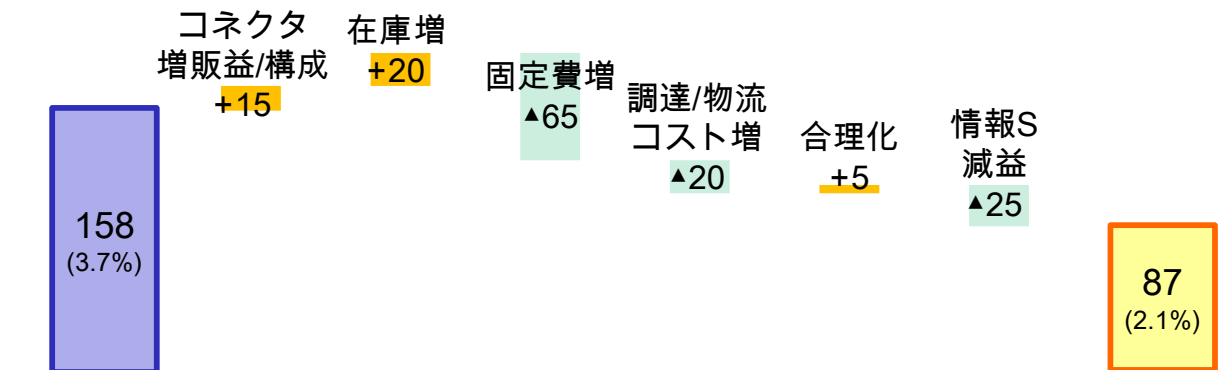 コネクタ
増販益/構成
+15
在庫増
+20
固定費増
▲65
調達/物流
コスト増
▲20
合理化
+5
情報S
減益
▲25
158
(3.7%)
87
(2.1%)